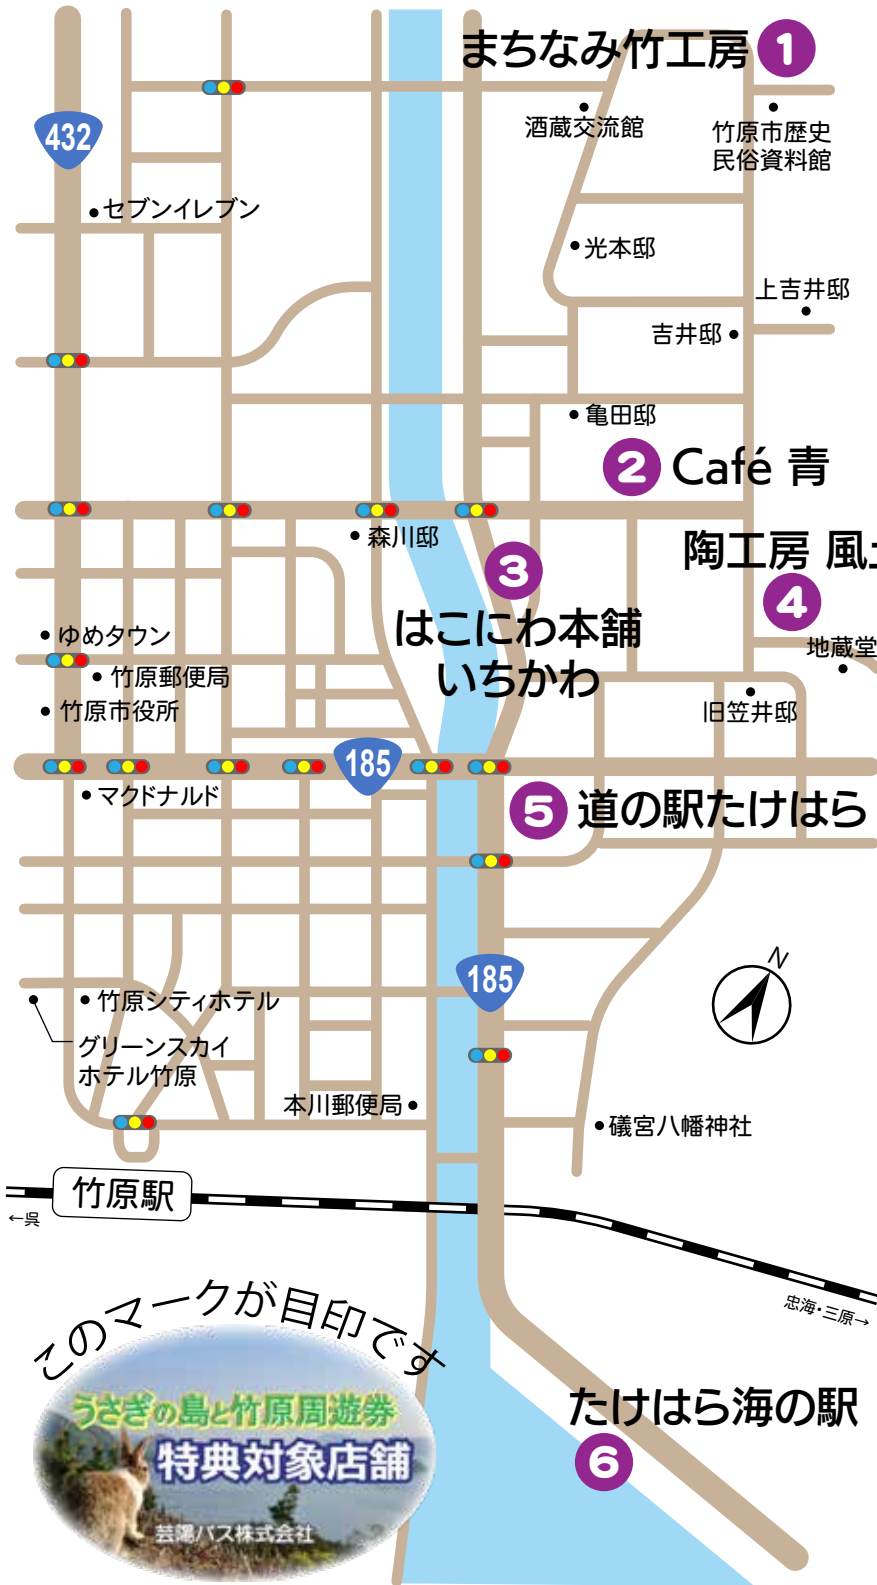 まちなみ竹工房 1
酒蔵交流館
竹原市歴史
民俗資料館
432
セブンイレブン
光本邸
上吉井邸
吉井邸
亀田邸
2 Café 青
森川邸
陶工房 風土
3
4
はこにわ本舗
いちかわ
ゆめタウン
竹原郵便局
竹原市役所
地蔵堂
旧笠井邸
185
マクドナルド
5 道の駅たけはら
N
185
竹原シティホテル
グリーンスカイ
ホテル竹原
本川郵便局
礒宮八幡神社
竹原駅
←呉
忠海・三原→
このマークが目印です
うさぎの島と竹原周遊券
特典対象店舗
芸陽バス株式会社
たけはら海の駅
6